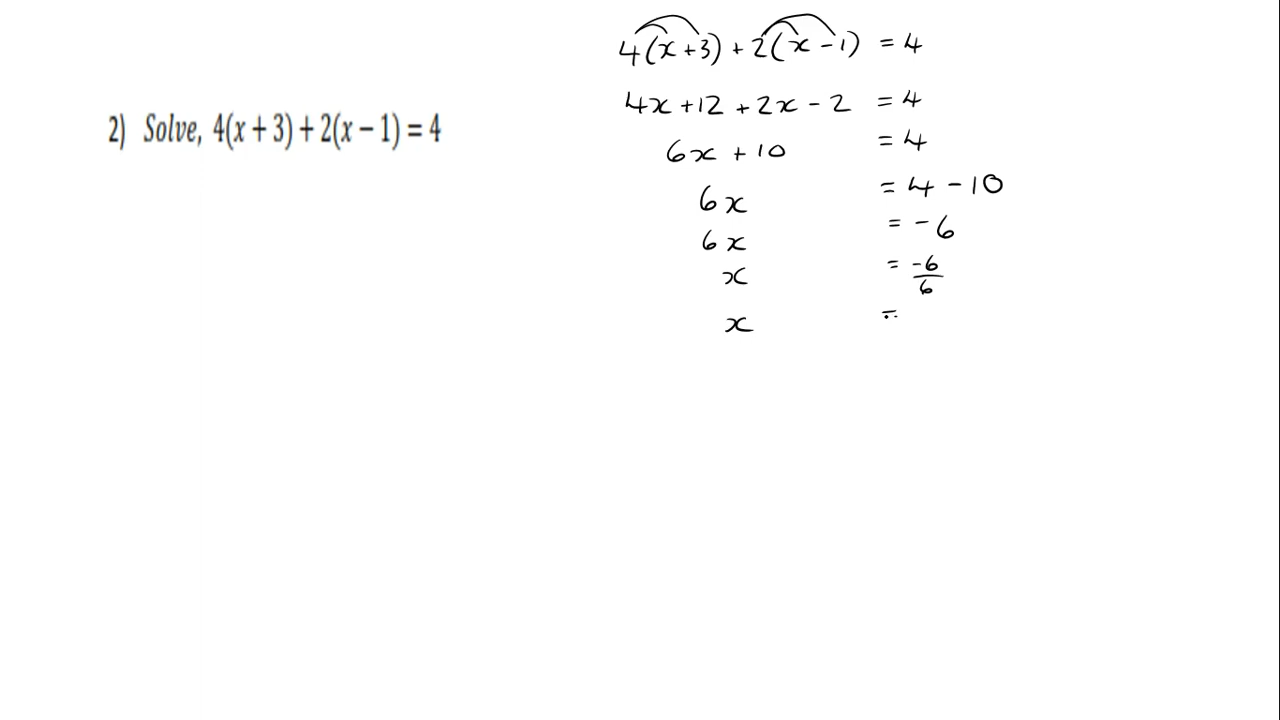 2) Solve, 4(x + 3) + 2(x − 1) = 4
4(x+3) + 2(x-1) = 4
4x +12 + 2x - 2 = 4
6x + 10 = 4
6x = 4 - 10
6x = -6
x = -6/6
x =